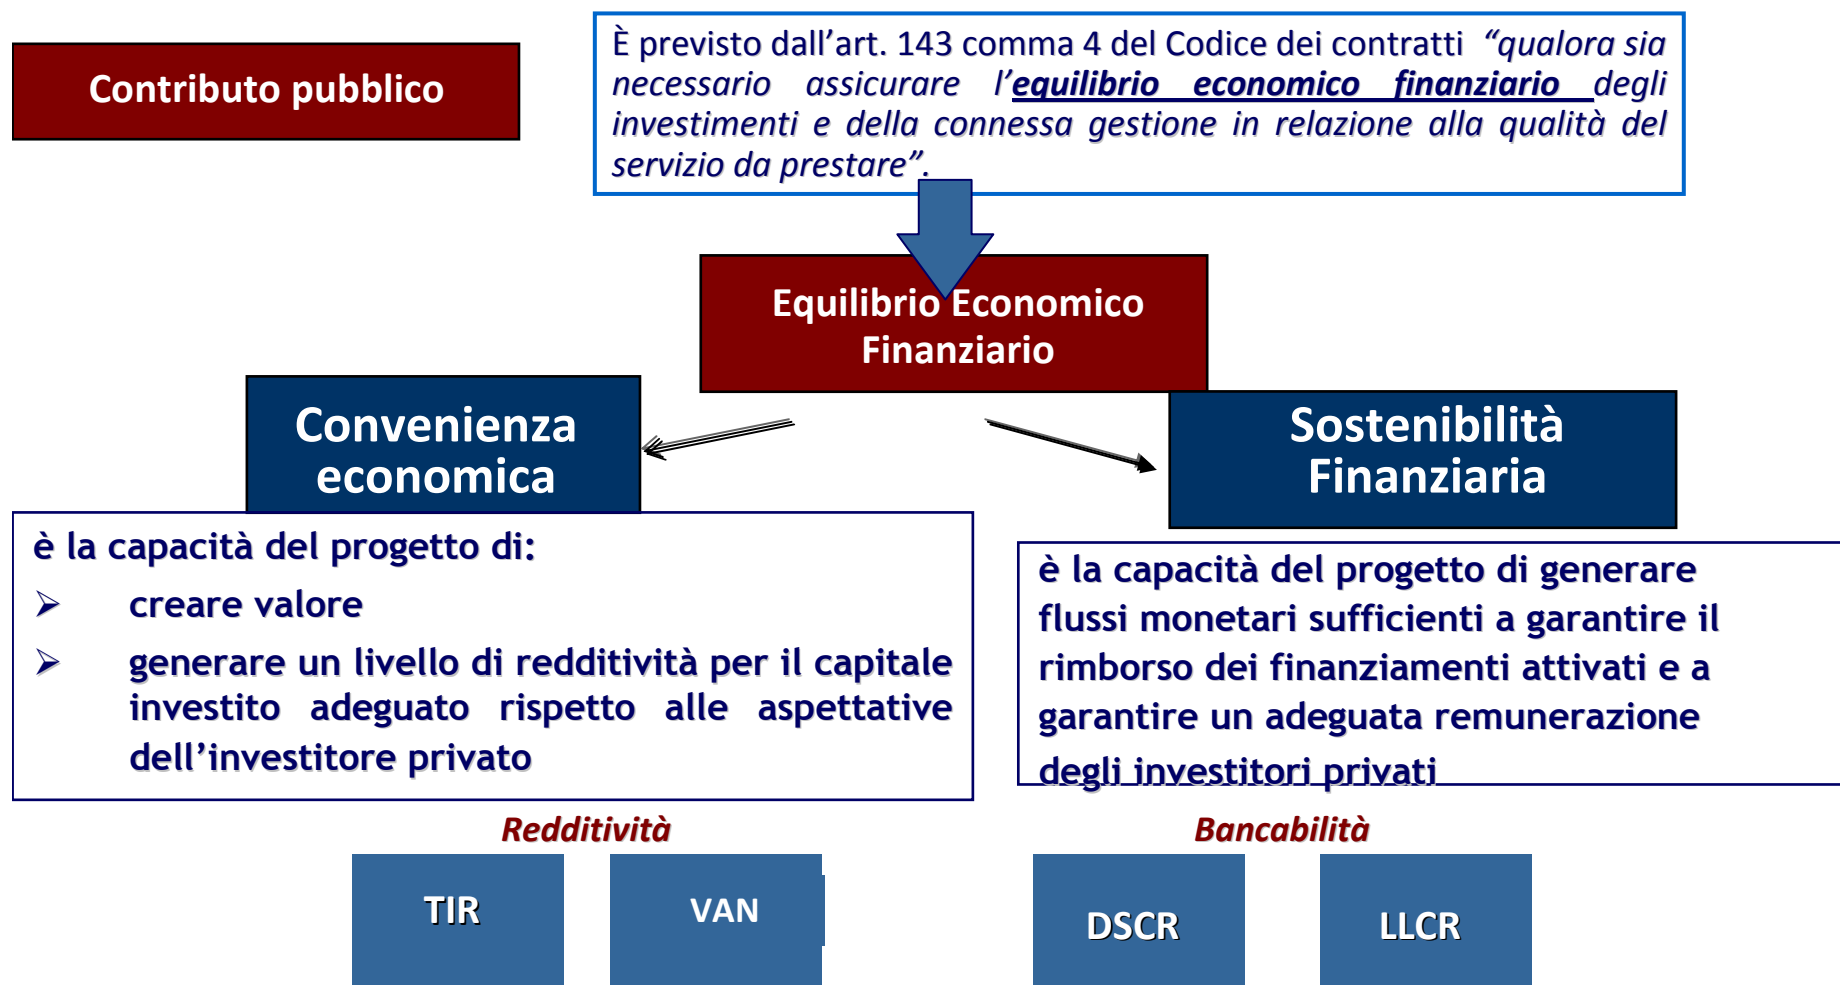 Contributo pubblico
È previsto dall’art. 143 comma 4 del Codice dei contratti “qualora sia
necessario assicurare l’equilibrio economico finanziario degli
investimenti e della connessa gestione in relazione alla qualità del
servizio da prestare”.
Equilibrio Economico
Finanziario
Convenienza
economica
Sostenibilità
Finanziaria
è la capacità del progetto di:
➢ creare valore
➢ generare un livello di redditività per il capitale
investito adeguato rispetto alle aspettative
dell’investitore privato
è la capacità del progetto di generare
flussi monetari sufficienti a garantire il
rimborso dei finanziamenti attivati e a
garantire un adeguata remunerazione
degli investitori privati
Redditività
Bancabilità
TIR
VAN
DSCR
LLCR